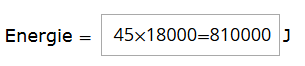 Energie = 45×18000=810000 J